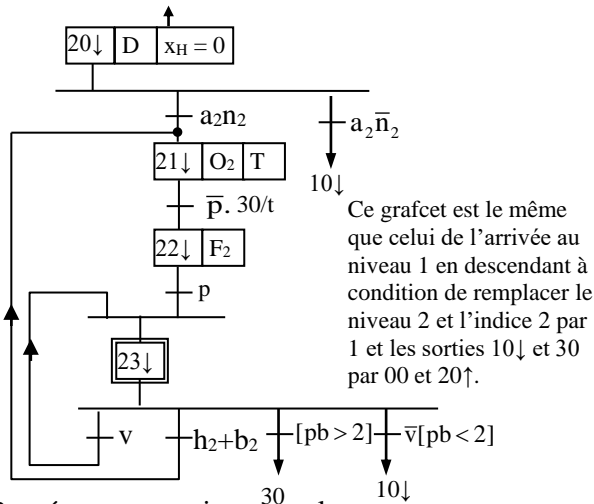 20↓ D xH = 0
a₂n₂
a₂n̅₂
21↓ O₂ T
10↓
p̅. 30/t
Ce grafcet est le même
que celui de l’arrivée au
niveau 1 en descendant à
condition de remplacer le
niveau 2 et l’indice 2 par
1 et les sorties 10↓ et 30
par 00 et 20↑.
22↓ F₂
p
23↓
v
h₂+b₂
[pb > 2]
v̅[pb < 2]
30
10↓